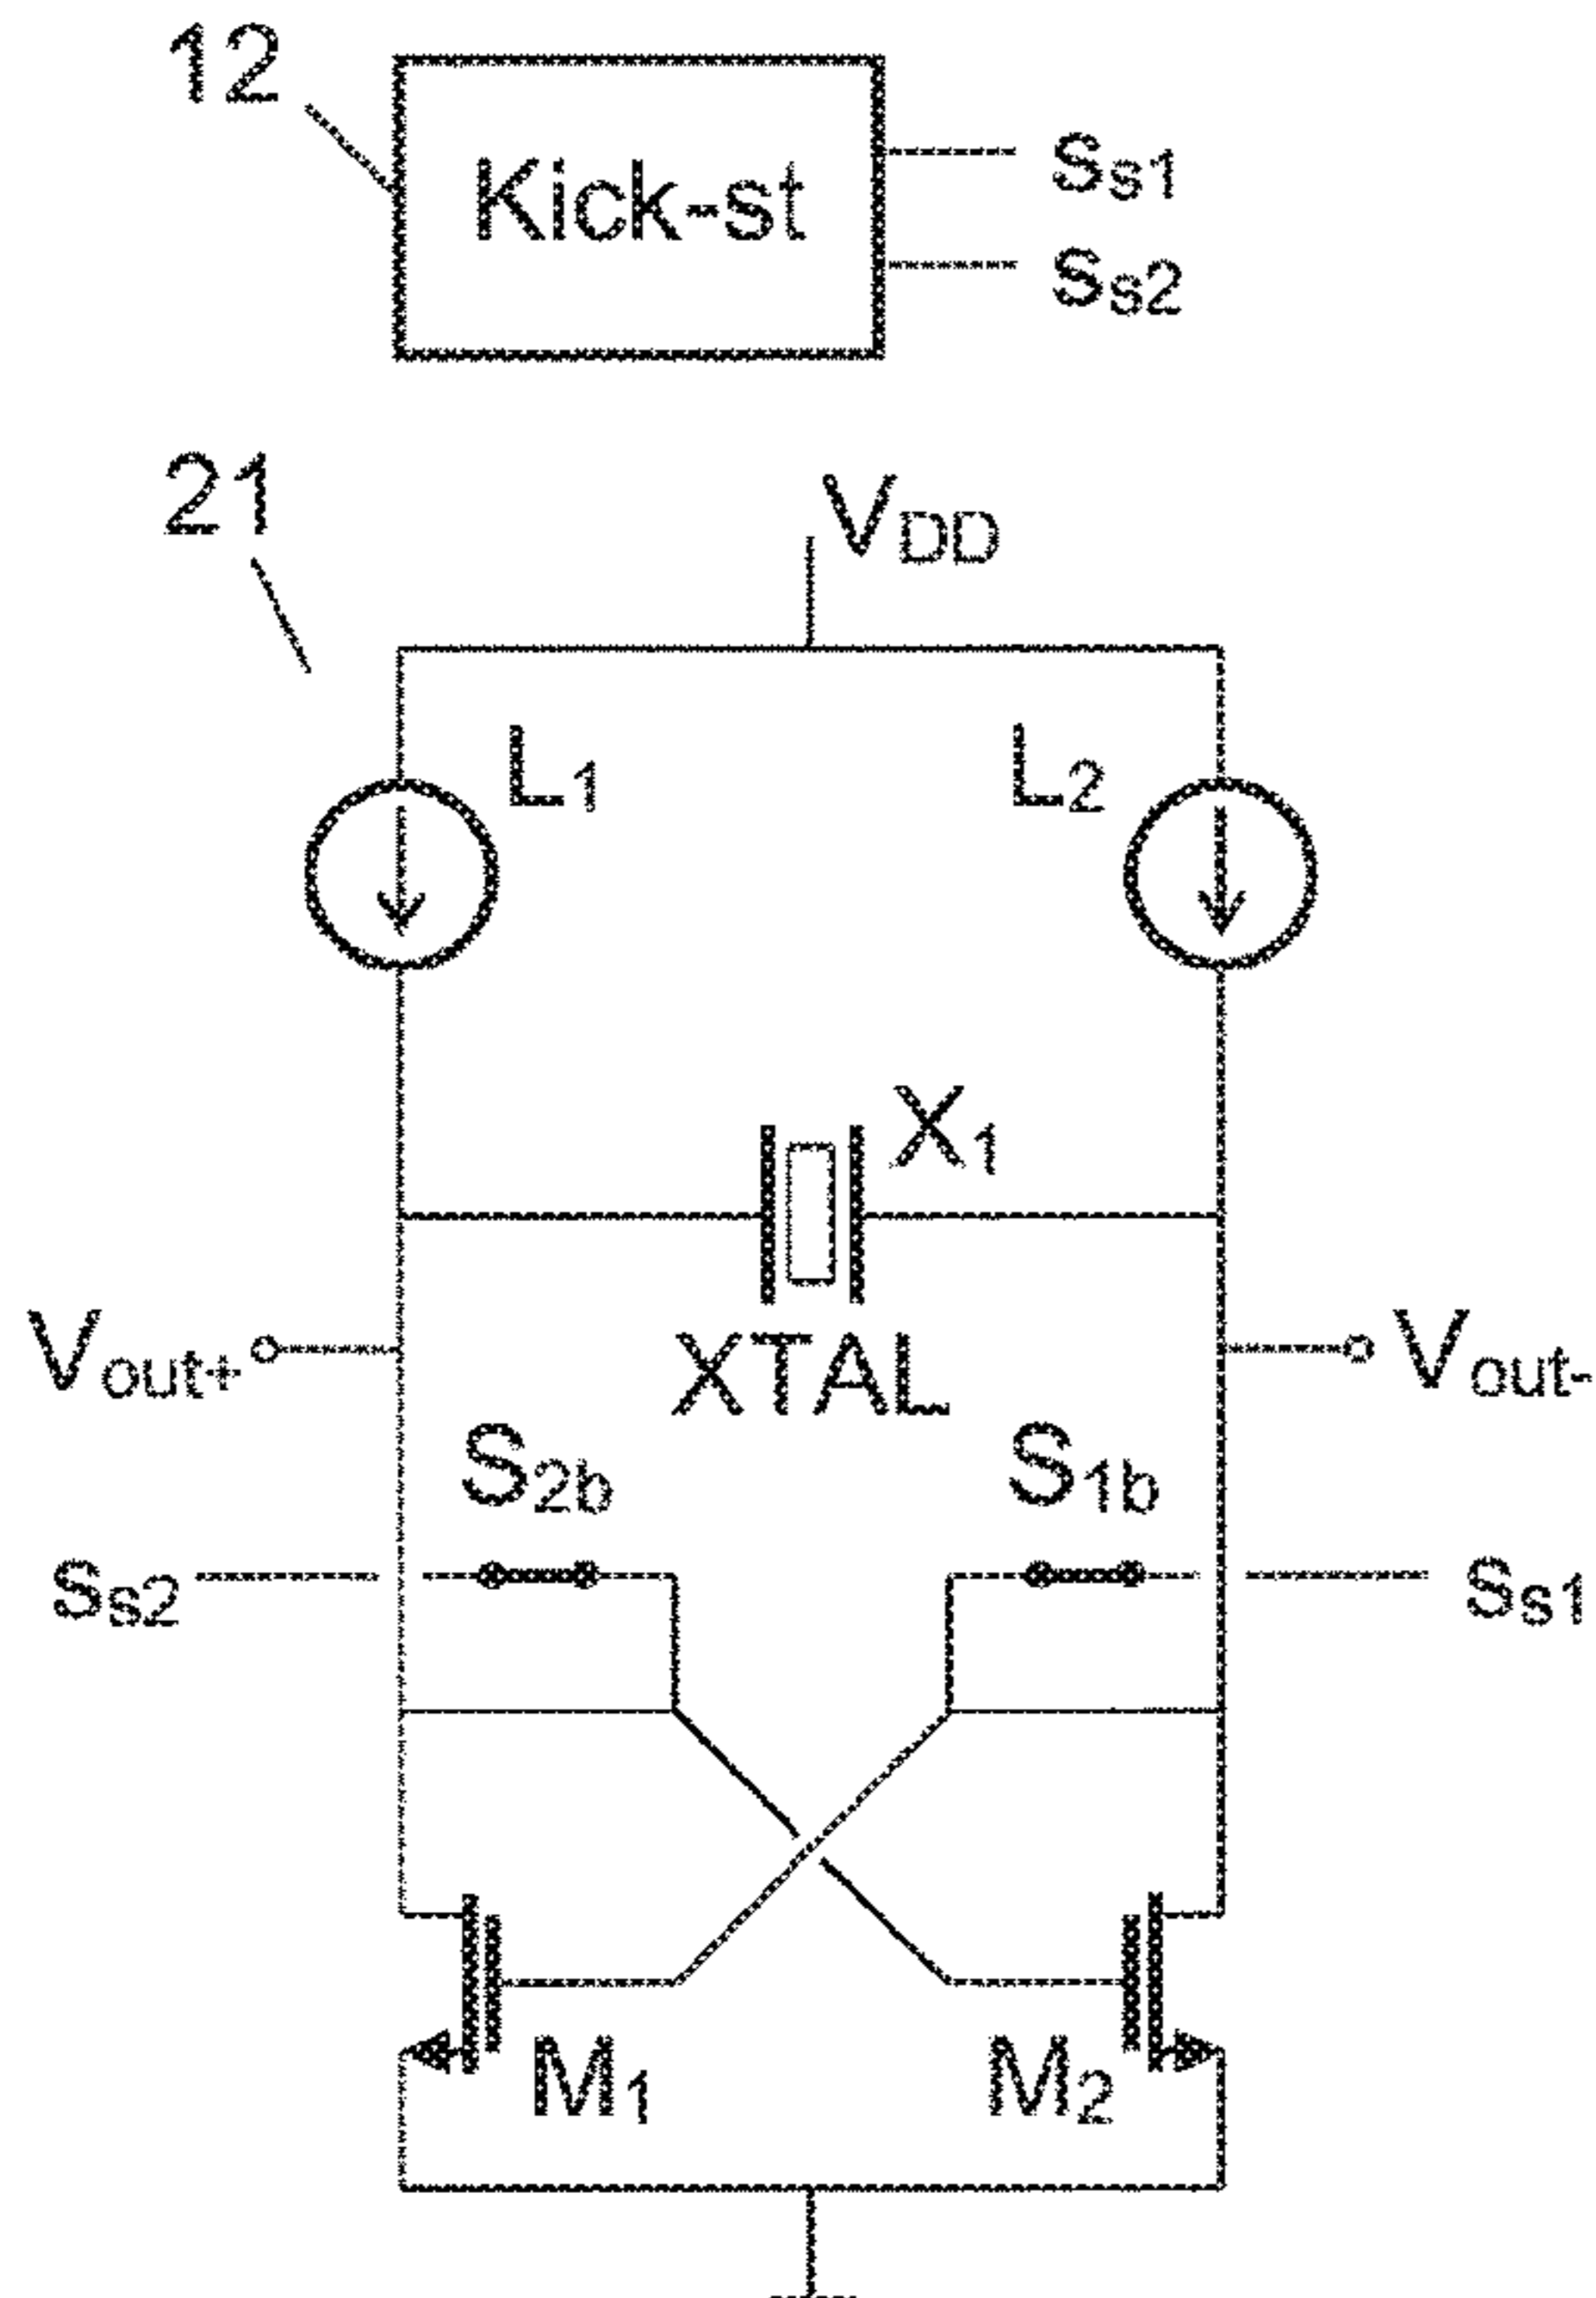 12
Kick-st
ss1
ss2
21
VDD
L1
L2
X1
Vout+
XTAL
Vout-
S2b
S1b
ss2
ss1
M1
M2